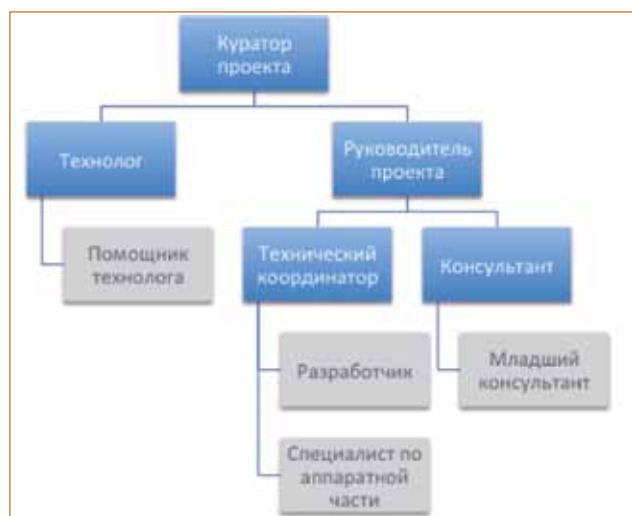 Куратор
проекта
Технолог
Руководитель
проекта
Помощник
технолога
Технический
координатор
Консультант
Разработчик
Младший
консультант
Специалист по
аппаратной
части